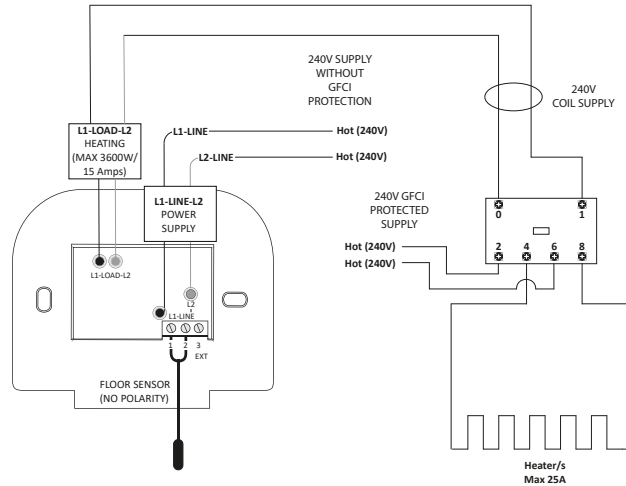 240V SUPPLY
WITHOUT
GFCI
PROTECTION
240V
COIL SUPPLY
L1-LOAD-L2
HEATING
(MAX 3600W/
15 Amps)
L1-LINE
Hot (240V)
L2-LINE
Hot (240V)
L1-LINE-L2
POWER
SUPPLY
240V GFCI
PROTECTED
SUPPLY
0
1
2
4
6
8
Hot (240V)
Hot (240V)
L1-LOAD-L2
L2
L1-LINE
1
2
3
EXT
FLOOR SENSOR
(NO POLARITY)
Heater/s
Max 25A